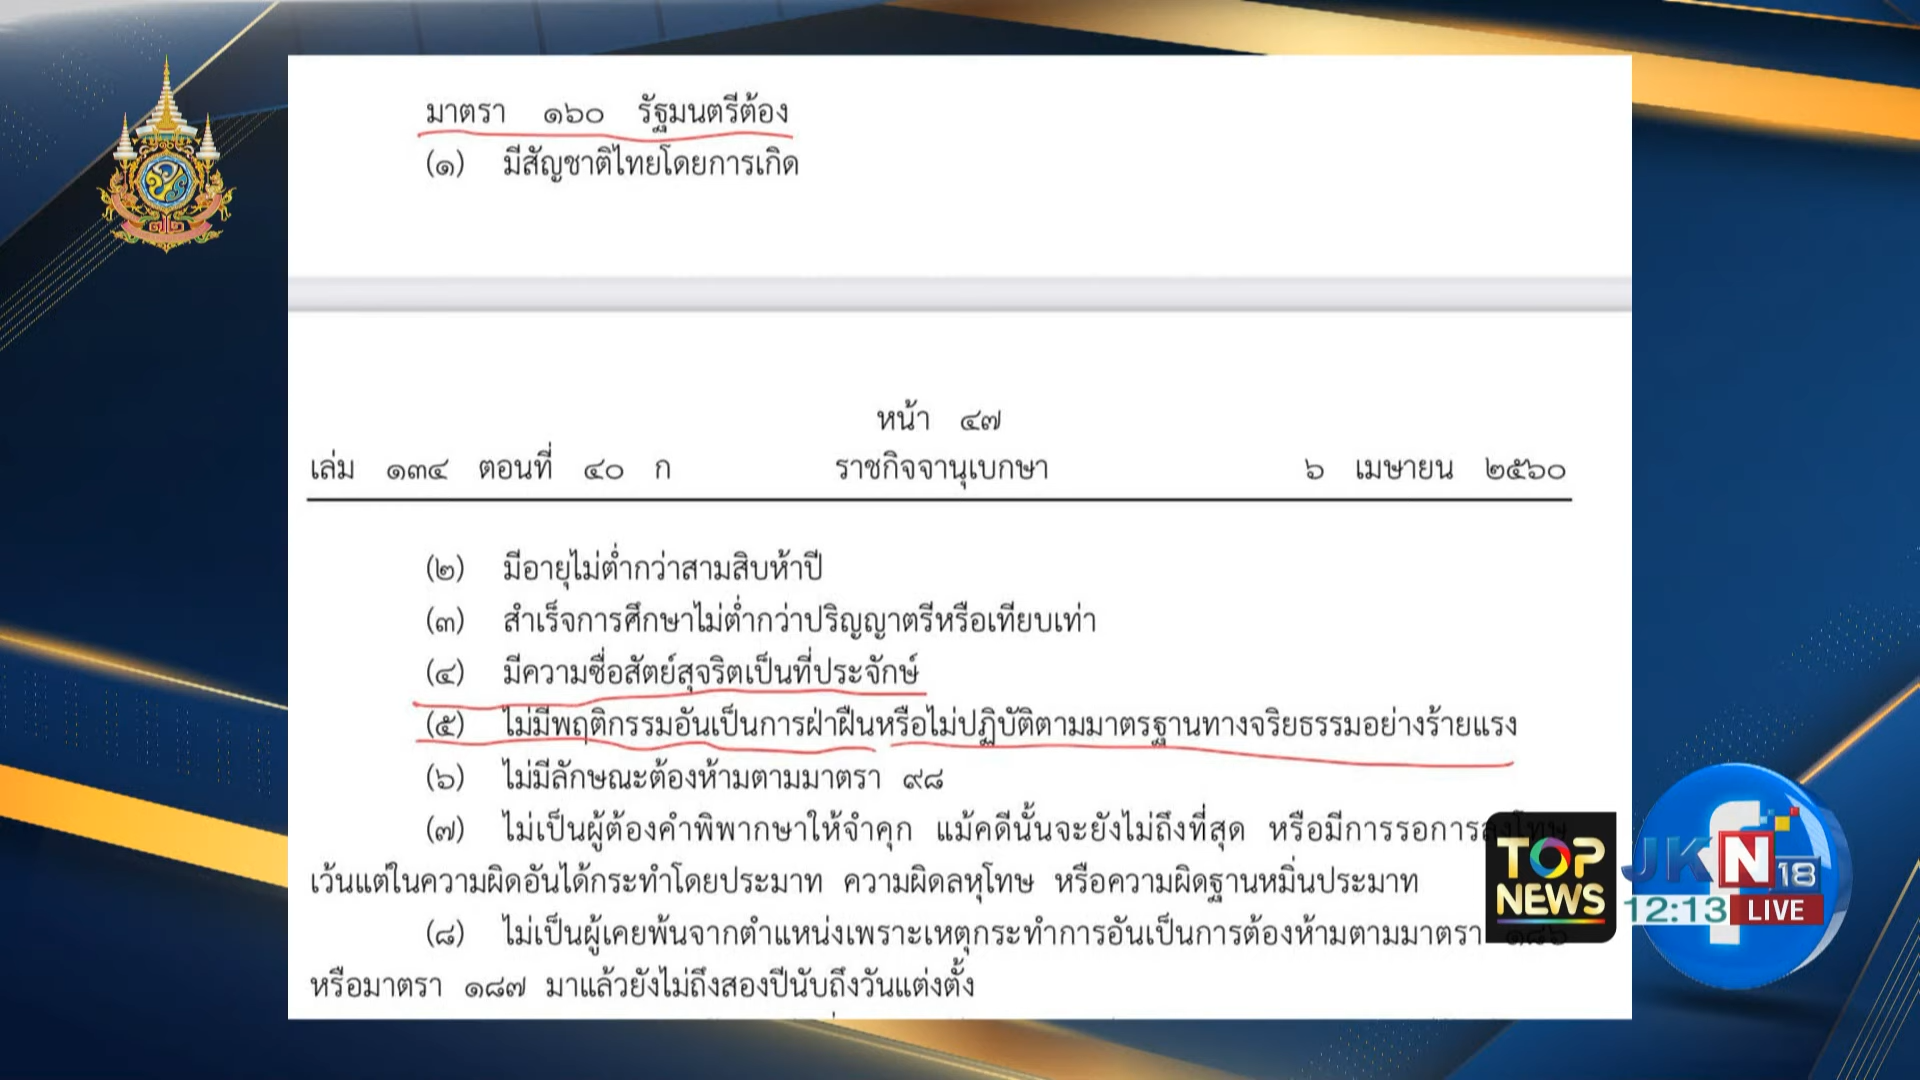 มาตรา ๑๖๐ รัฐมนตรีต้อง
(๑) มีสัญชาติไทยโดยการเกิด
หน้า ๔๗
เล่ม ๑๓๔ ตอนที่ ๔๐ ก ราชกิจจานุเบกษา ๖ เมษายน ๒๕๖๐
(๒) มีอายุไม่ต่ำกว่าสามสิบห้าปี
(๓) สำเร็จการศึกษาไม่ต่ำกว่าปริญญาตรีหรือเทียบเท่า
(๔) มีความซื่อสัตย์สุจริตเป็นที่ประจักษ์
(๕) ไม่มีพฤติกรรมอันเป็นการฝ่าฝืนหรือไม่ปฏิบัติตามมาตรฐานทางจริยธรรมอย่างร้ายแรง
(๖) ไม่มีลักษณะต้องห้ามตามมาตรา ๙๘
(๗) ไม่เป็นผู้ต้องคำพิพากษาให้จำคุก แม้คดีนั้นจะยังไม่ถึงที่สุด หรือมีการรอการลงโทษ
เว้นแต่ในความผิดอันได้กระทำโดยประมาท ความผิดลหุโทษ หรือความผิดฐานหมิ่นประมาท
(๘) ไม่เป็นผู้เคยพ้นจากตำแหน่งเพราะเหตุกระทำการอันเป็นการต้องห้ามตามมาตรา ๑๘๖
หรือมาตรา ๑๘๗ มาแล้วยังไม่ถึงสองปีนับถึงวันแต่งตั้ง
TOP NEWS
JKN 18
12:13 LIVE
๗๒